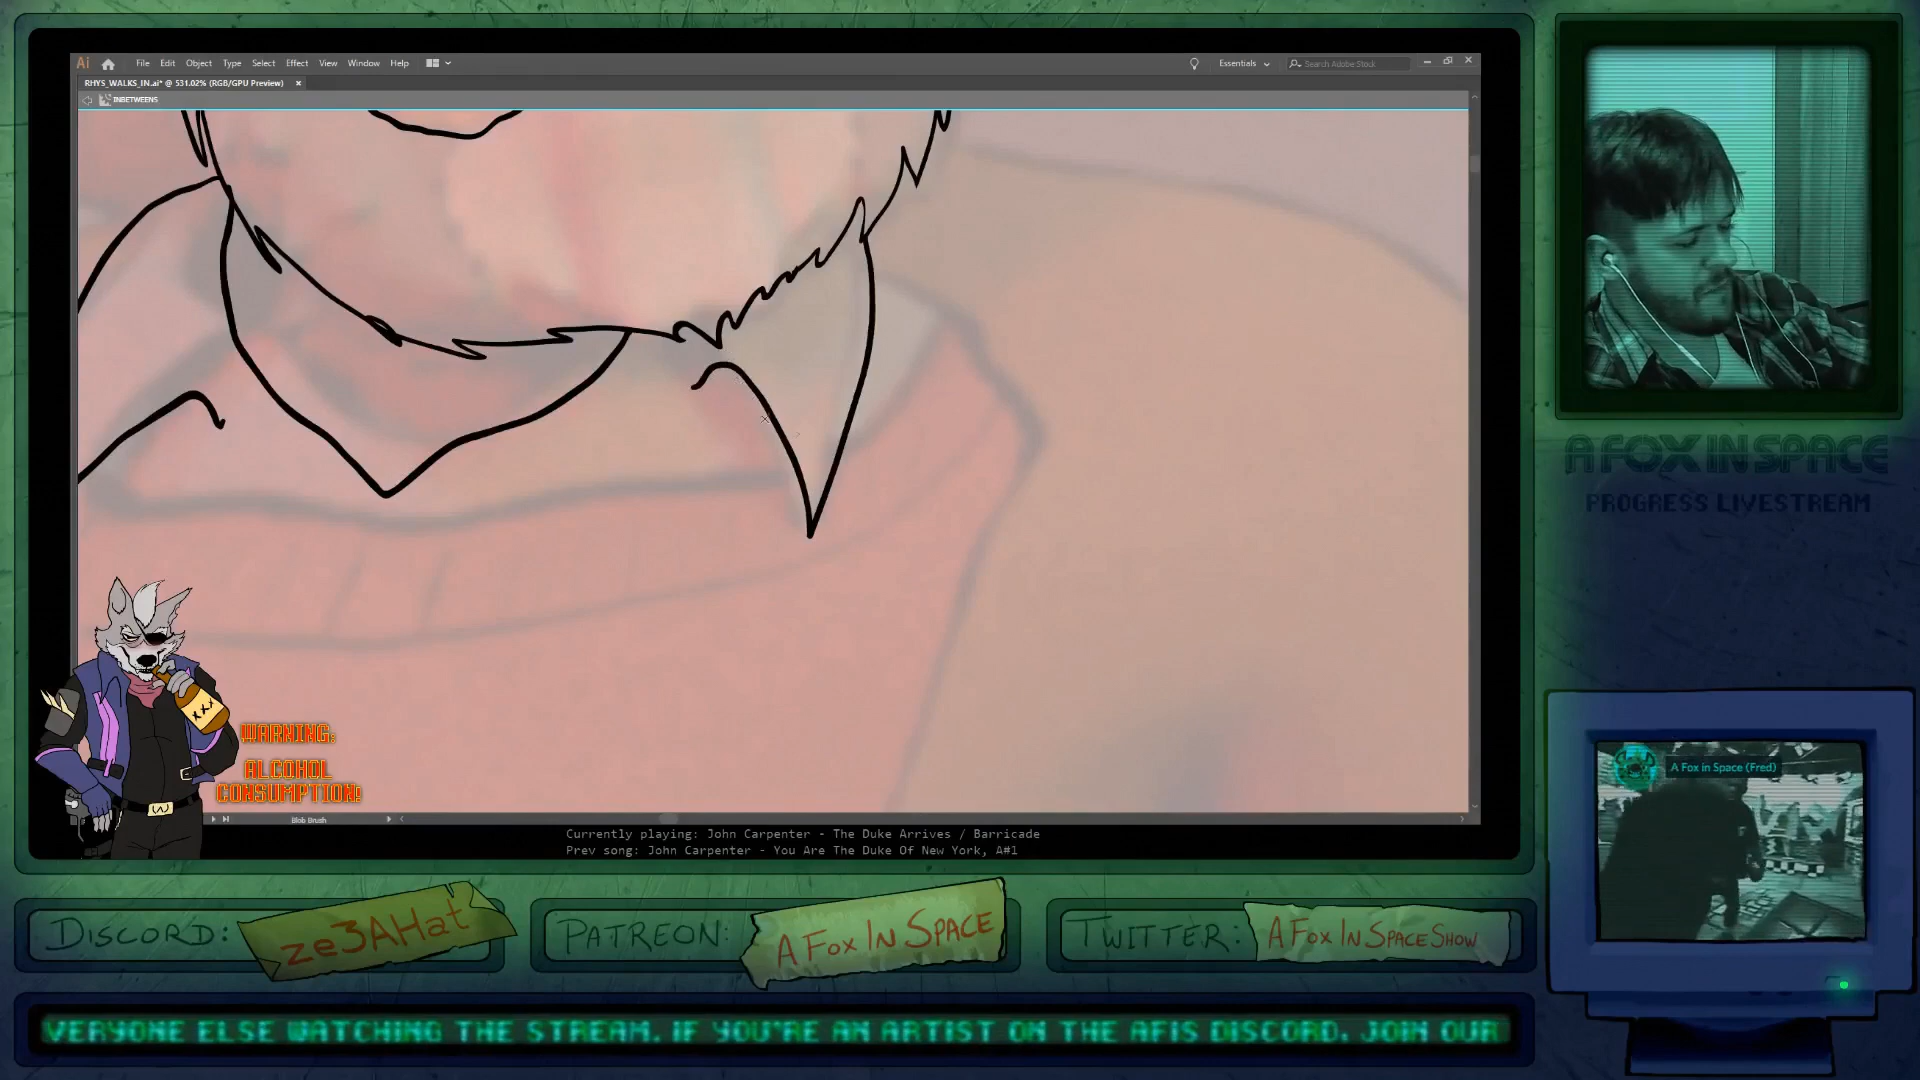 Ai File Edit Object Type Select Effect View Window Help Essentials Search Adobe Stock
RHYS_WALKS_IN.ai* @ 531.02% (RGB/GPU Preview) ×
INBETWEENS
A FOX IN SPACE
PROGRESS LIVESTREAM
XXX
W
WARNING:
ALCOHOL
CONSUMPTION!
A Fox in Space (Fred)
Blob Brush
Currently playing: John Carpenter - The Duke Arrives / Barricade
Prev song: John Carpenter - You Are The Duke Of New York, A#1
DISCORD: ze3AHat
PATREON: A FOX IN SPACE
TWITTER: A FOX IN SPACESHOW
VERYONE ELSE WATCHING THE STREAM. IF YOU'RE AN ARTIST ON THE AFIS DISCORD. JOIN OUR